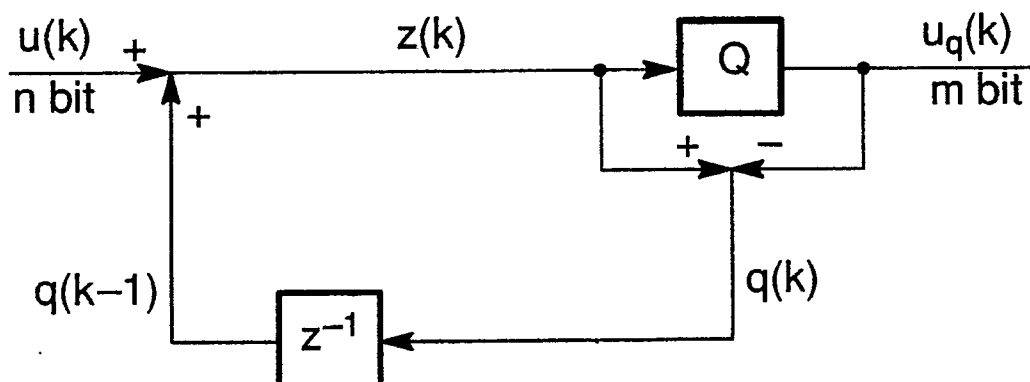 u(k)
+
z(k)
Q
u_q(k)
n bit
m bit
+
+
−
q(k−1)
q(k)
z⁻¹